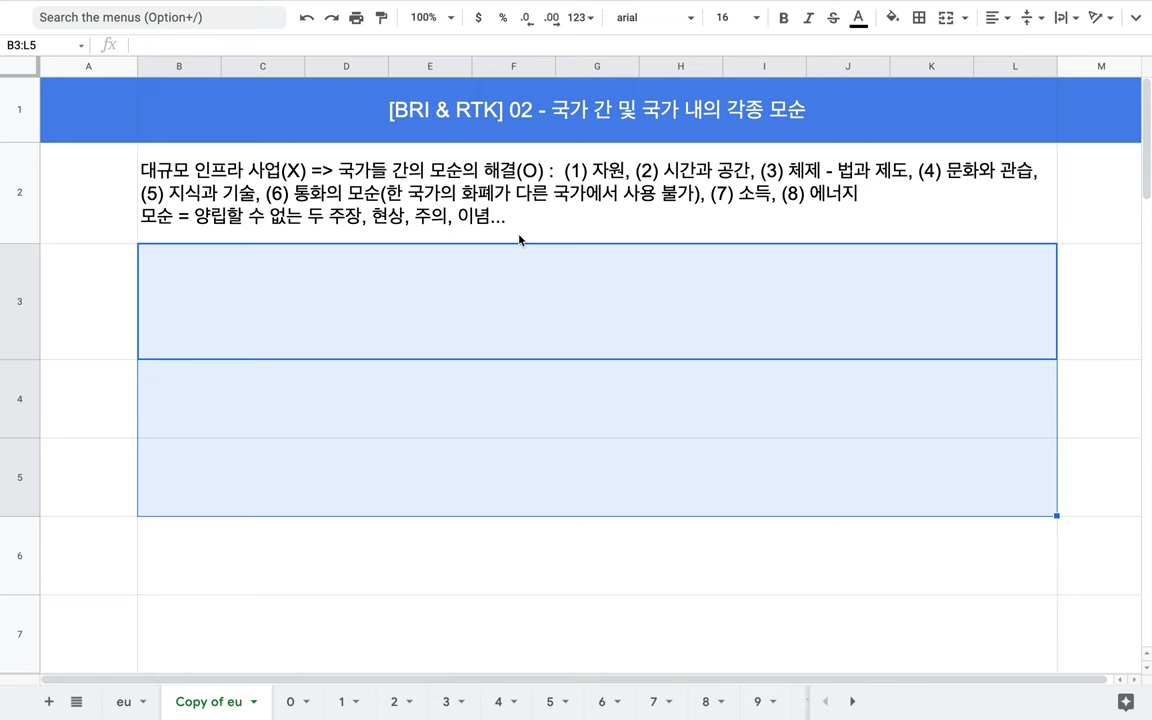 Search the menus (Option+/)
100%
$ % .0 .00 123
arial
16
B I S A
B3:L5
fx
A B C D E F G H I J K L M
1
[BRI & RTK] 02 - 국가 간 및 국가 내의 각종 모순
2
대규모 인프라 사업(X) => 국가들 간의 모순의 해결(O) : (1) 자원, (2) 시간과 공간, (3) 체제 - 법과 제도, (4) 문화와 관습,
(5) 지식과 기술, (6) 통화의 모순(한 국가의 화폐가 다른 국가에서 사용 불가), (7) 소득, (8) 에너지
모순 = 양립할 수 없는 두 주장, 현상, 주의, 이념...
3
4
5
6
7
+ eu Copy of eu 0 1 2 3 4 5 6 7 8 9